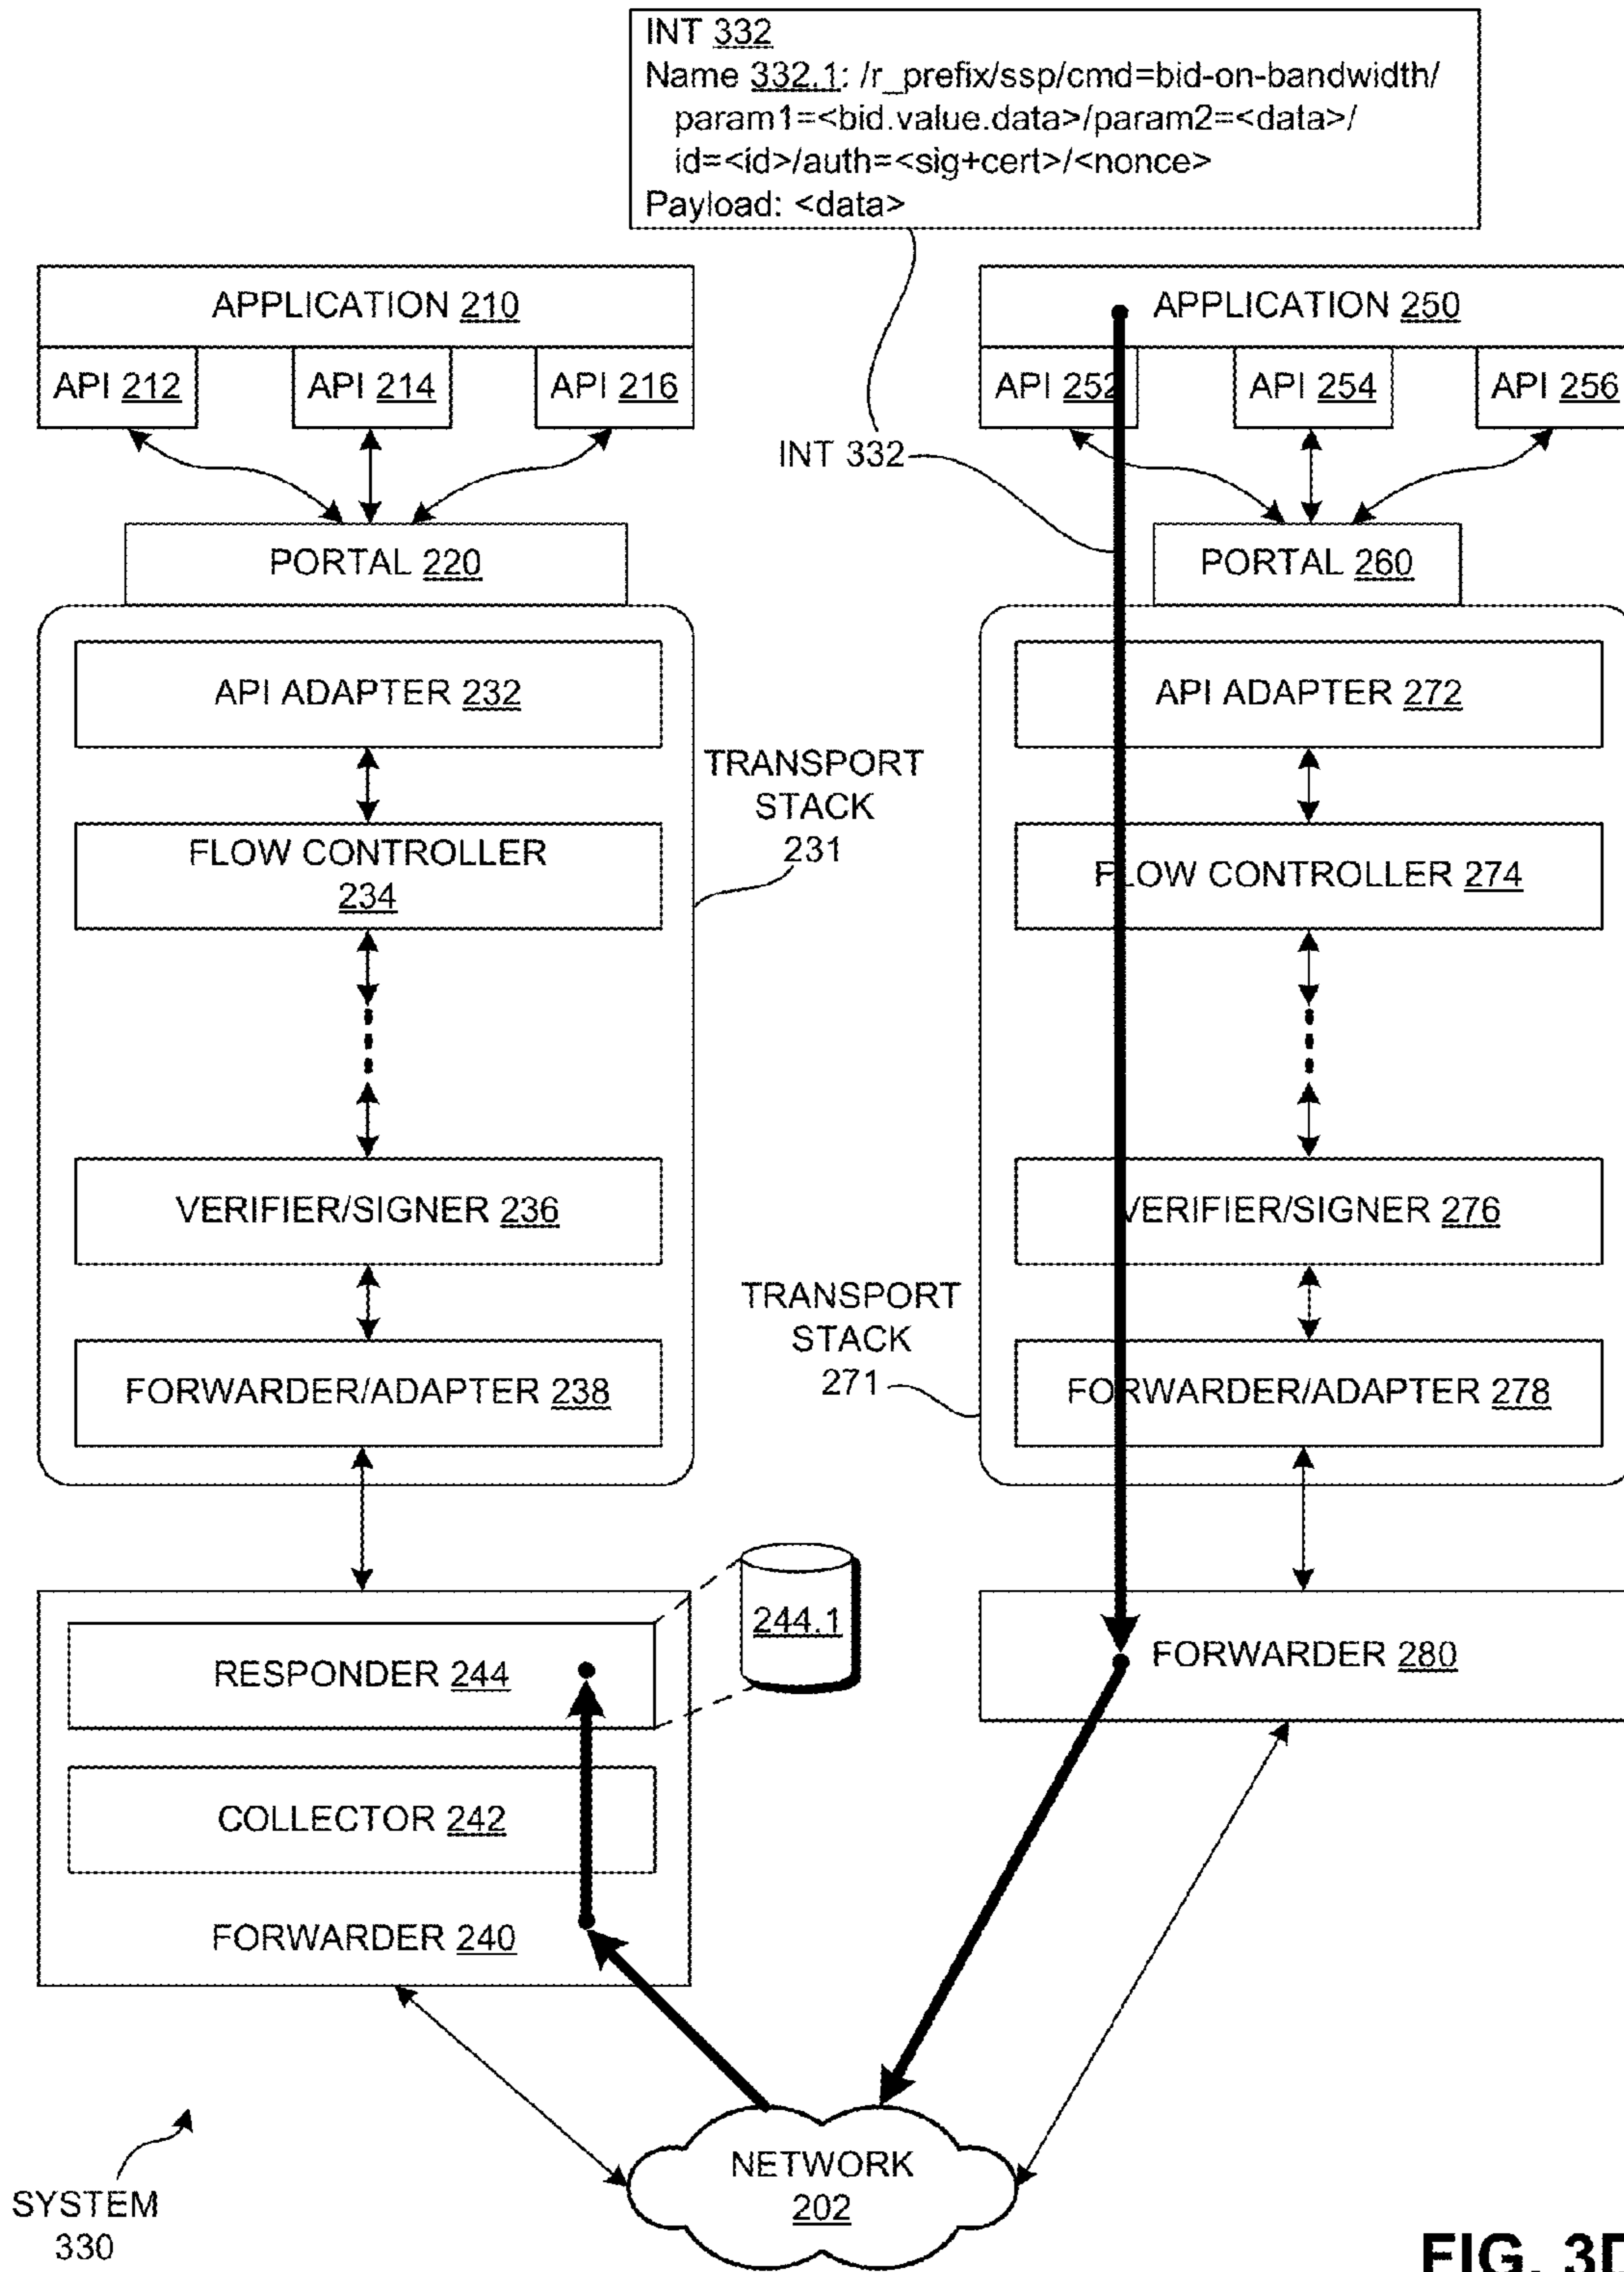 INT 332
Name 332.1: /r_prefix/ssp/cmd=bid-on-bandwidth/
param1=<bid.value.data>/param2=<data>/
id=<id>/auth=<sig+cert>/<nonce>
Payload: <data>
APPLICATION 210
API 212
API 214
API 216
APPLICATION 250
API 252
API 254
API 256
INT 332
PORTAL 220
PORTAL 260
API ADAPTER 232
FLOW CONTROLLER
234
VERIFIER/SIGNER 236
FORWARDER/ADAPTER 238
TRANSPORT
STACK
231
API ADAPTER 272
FLOW CONTROLLER 274
VERIFIER/SIGNER 276
FORWARDER/ADAPTER 278
TRANSPORT
STACK
271
RESPONDER 244
244.1
COLLECTOR 242
FORWARDER 240
FORWARDER 280
NETWORK
202
SYSTEM
330
FIG. 3D